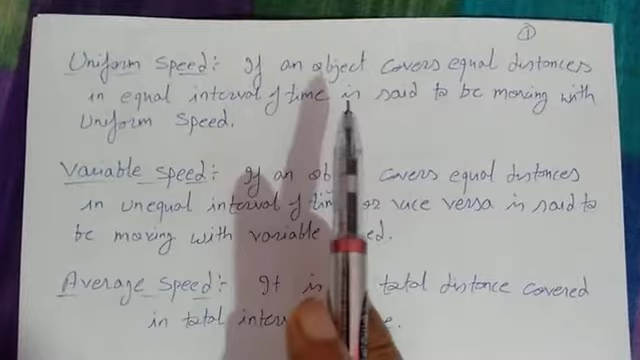 ①
Uniform Speed:- If an object covers equal distances
in equal interval of time is said to be moving with
Uniform Speed.
Variable speed:- If an ob covers equal distances
in unequal interval of tim or vice versa is said to
be moving with variable ed.
Average speed:- It is total distance covered
in total inter e.